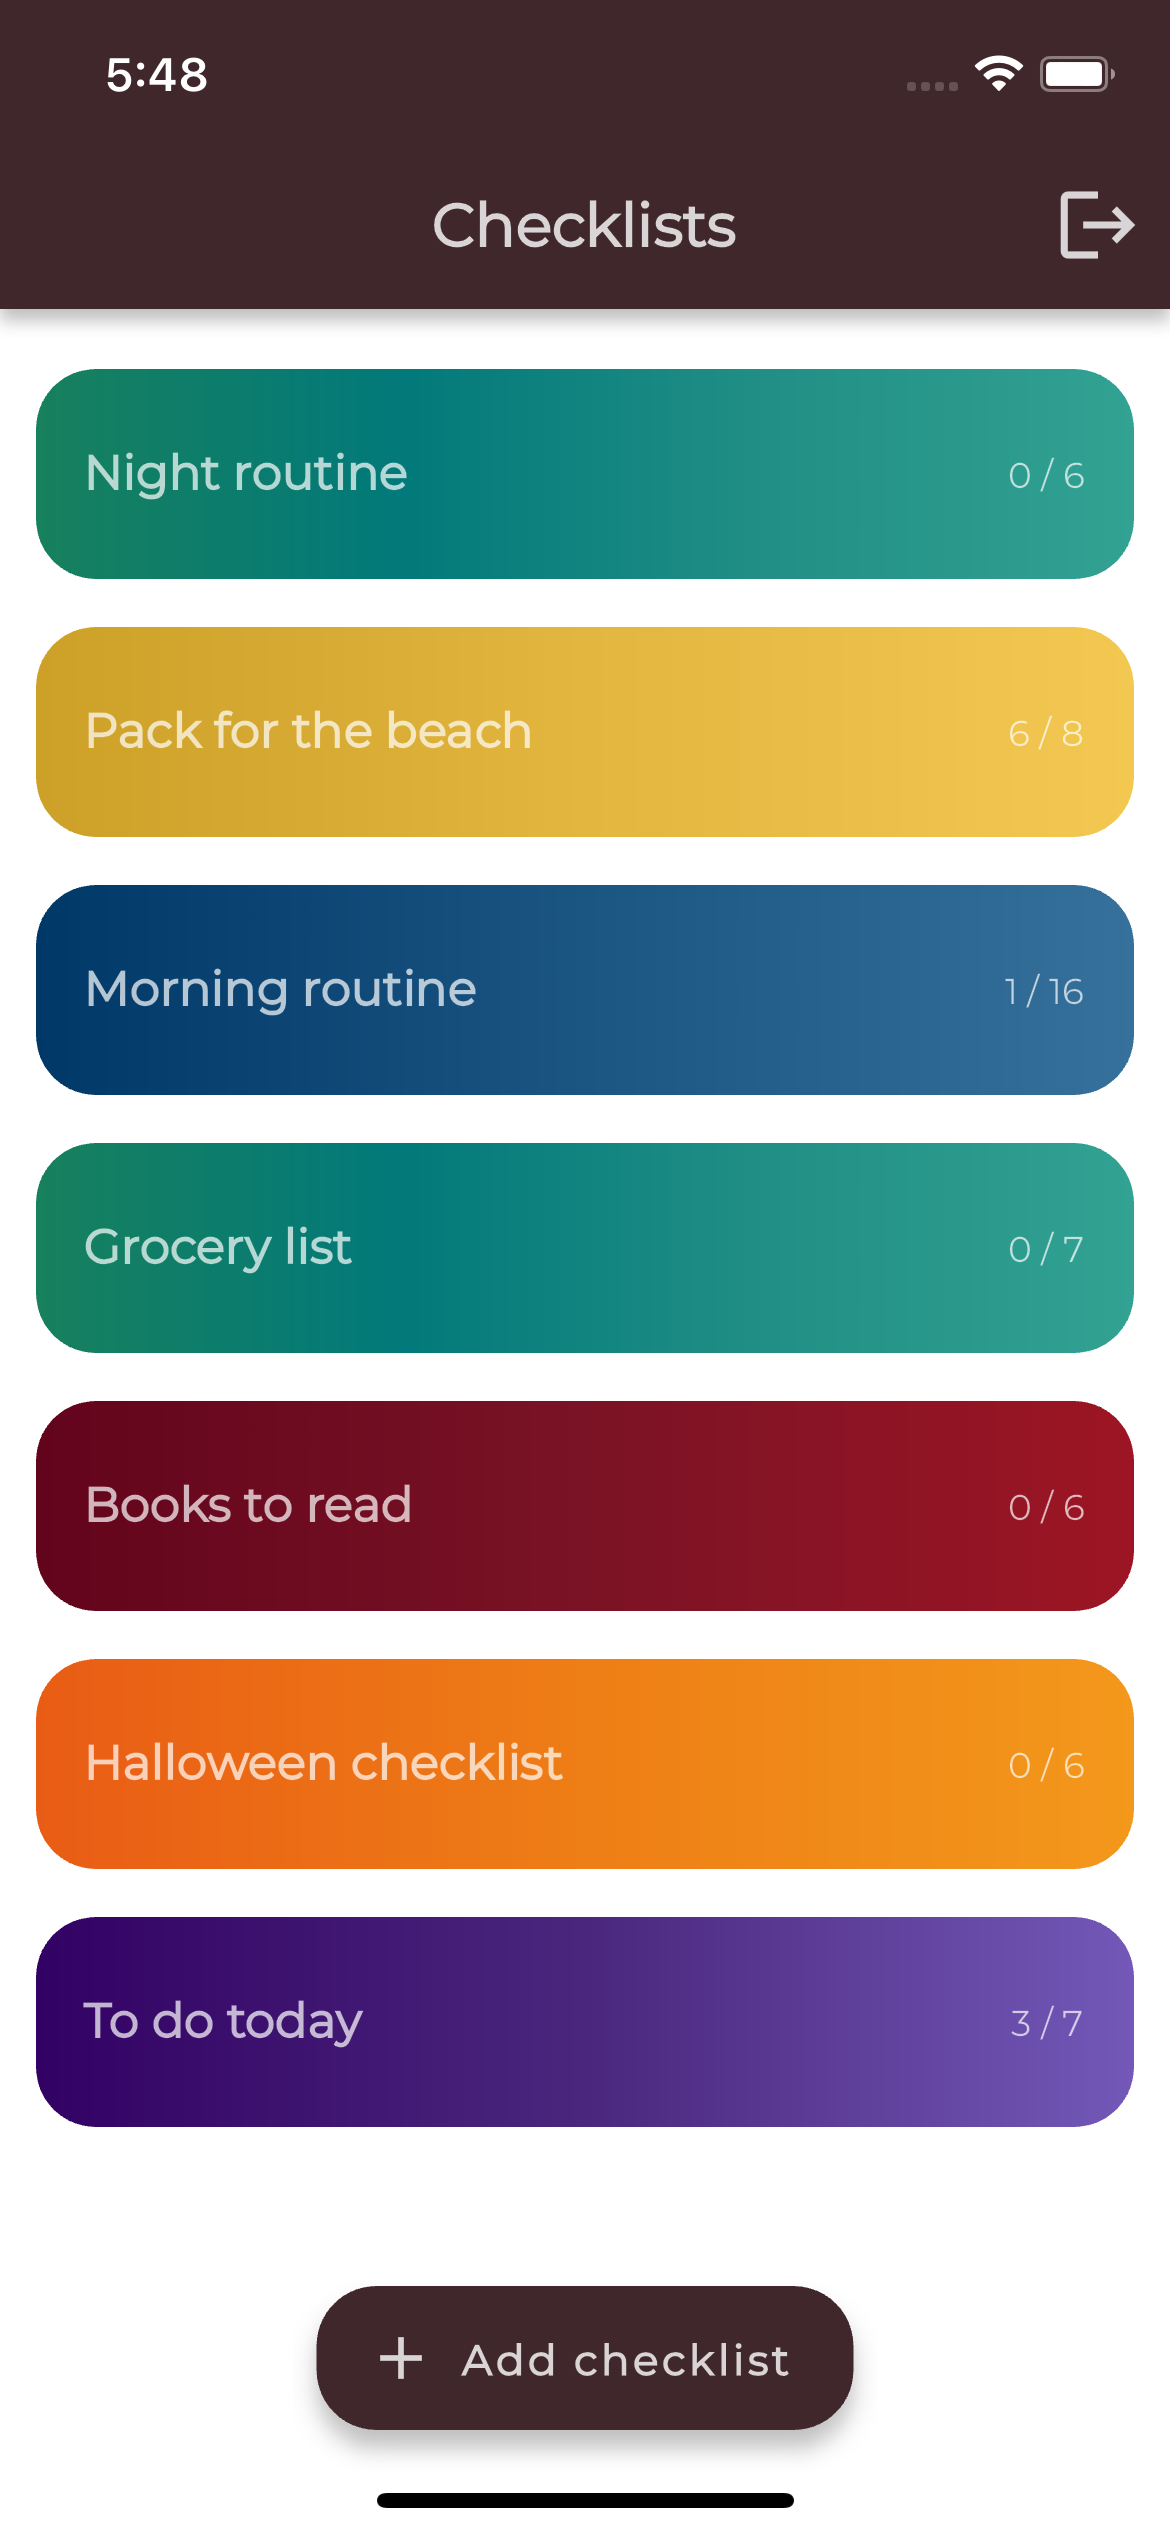 5:48
Checklists
Night routine 0 / 6
Pack for the beach 6 / 8
Morning routine 1 / 16
Grocery list 0 / 7
Books to read 0 / 6
Halloween checklist 0 / 6
To do today 3 / 7
+ Add checklist